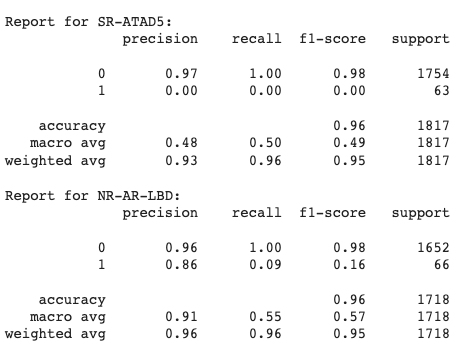 Report for SR-ATAD5:
precision recall f1-score support
0 0.97 1.00 0.98 1754
1 0.00 0.00 0.00 63
accuracy 0.96 1817
macro avg 0.48 0.50 0.49 1817
weighted avg 0.93 0.96 0.95 1817
Report for NR-AR-LBD:
precision recall f1-score support
0 0.96 1.00 0.98 1652
1 0.86 0.09 0.16 66
accuracy 0.96 1718
macro avg 0.91 0.55 0.57 1718
weighted avg 0.96 0.96 0.95 1718